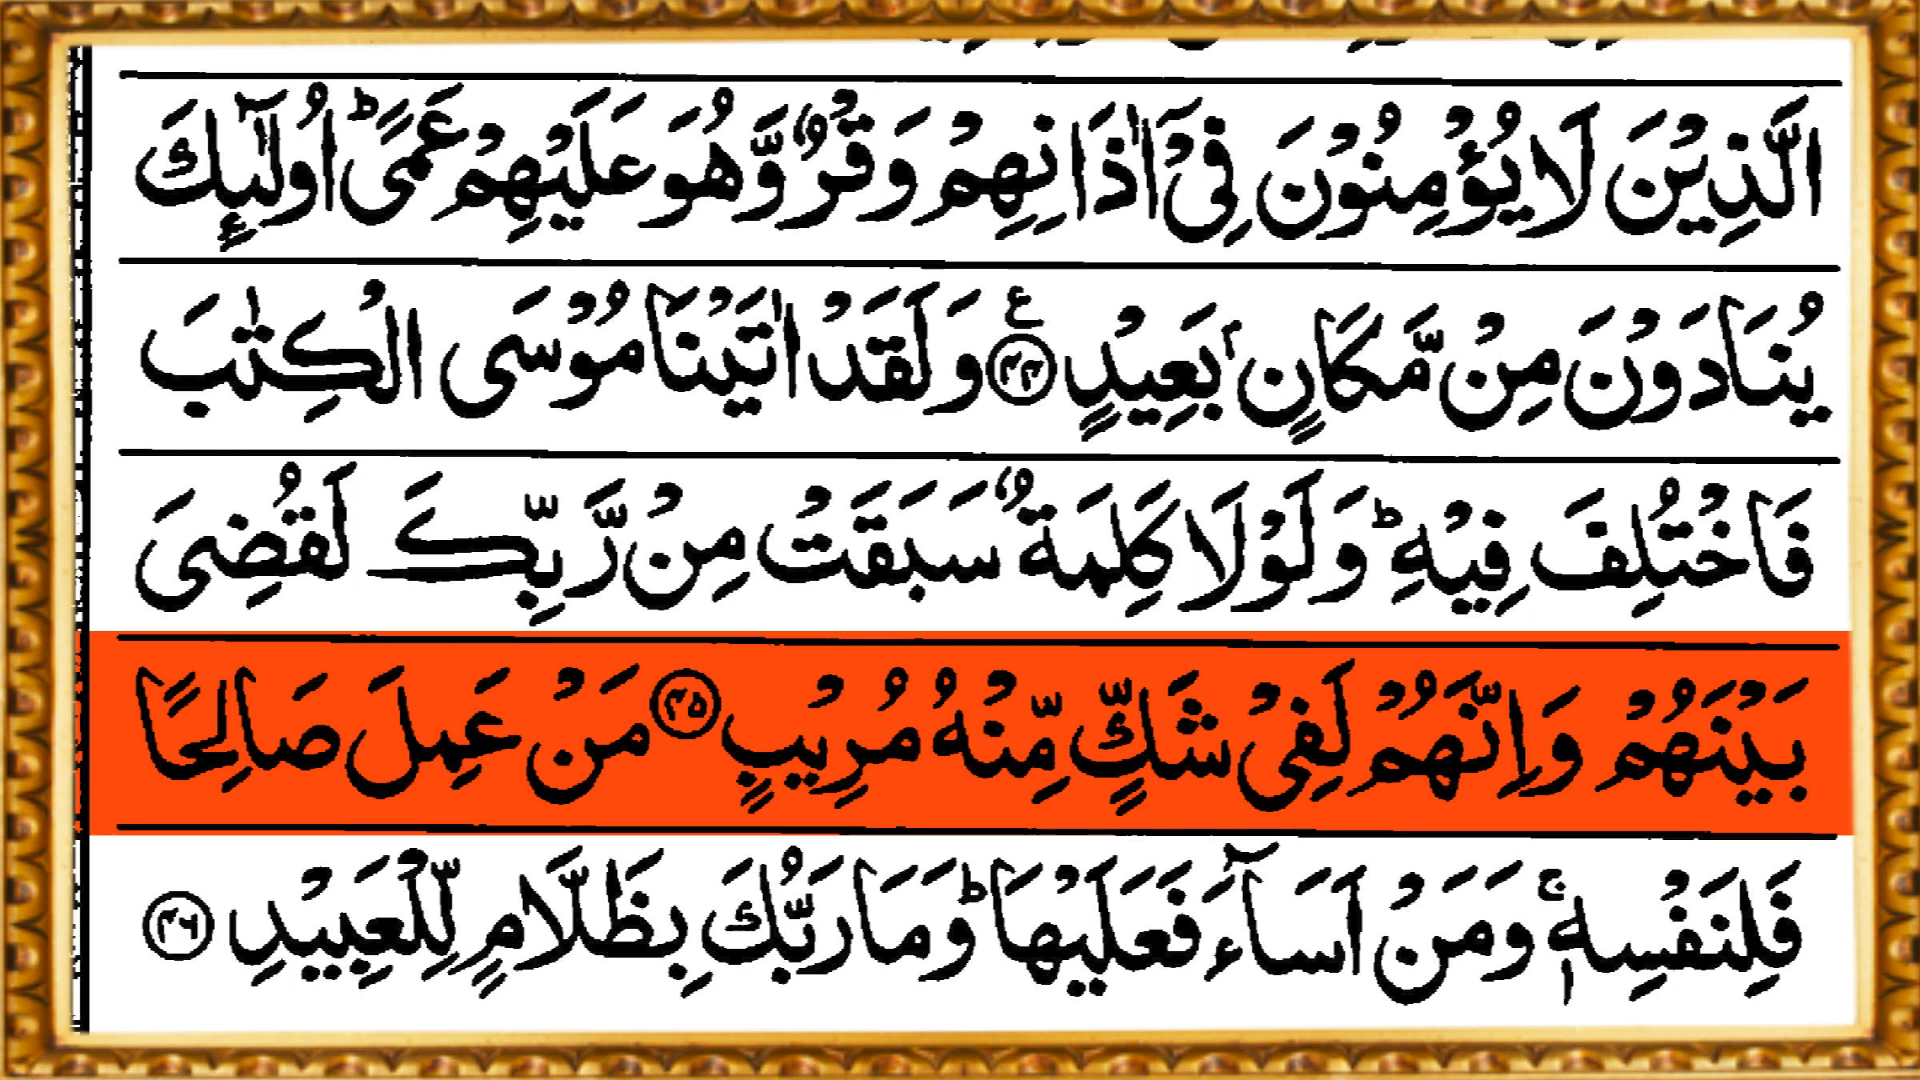 الَّذِیْنَ لَا یُؤْمِنُوْنَ فِیْۤ اٰذَانِهِمْ وَقْرٌ وَّهُوَ عَلَیْهِمْ عَمًیؕ اُولٰٓىِٕكَ
یُنَادَوْنَ مِنْ مَّكَانٍۭ بَعِیْدٍ ۴۴ ع وَلَقَدْ اٰتَیْنَا مُوْسَی الْكِتٰبَ
فَاخْتُلِفَ فِیْهِؕ وَلَوْلَا كَلِمَةٌ سَبَقَتْ مِنْ رَّبِّكَ لَقُضِیَ
بَیْنَهُمْ وَاِنَّهُمْ لَفِیْ شَكٍّ مِّنْهُ مُرِیْبٍ ۴۵ مَنْ عَمِلَ صَالِحًا
فَلِنَفْسِهٖۚ وَمَنْ اَسَآءَ فَعَلَیْهَاؕ وَمَا رَبُّكَ بِظَلَّامٍ لِّلْعَبِیْدِ ۴۶